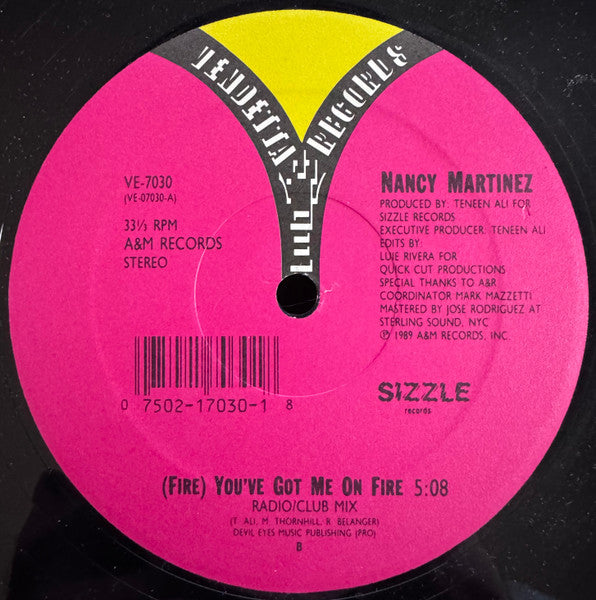 VENDETTA RECORDS
VE-7030
(VE-07030-A)
33⅓ RPM
A&M RECORDS
STEREO
NANCY MARTINEZ
PRODUCED BY: TENEEN ALI FOR
SIZZLE RECORDS
EXECUTIVE PRODUCER: TENEEN ALI
EDITS BY:
LUIE RIVERA FOR
QUICK CUT PRODUCTIONS
SPECIAL THANKS TO A&R
COORDINATOR MARK MAZZETTI
MASTERED BY JOSE RODRIGUEZ AT
STERLING SOUND, NYC
℗ 1989 A&M RECORDS, INC.
0 7502-17030-1 8
SIZZLE
records
(FIRE) YOU'VE GOT ME ON FIRE 5:08
RADIO/CLUB MIX
(T. ALI, M. THORNHILL, R. BELANGER)
DEVIL EYES MUSIC PUBLISHING (PRO)
B